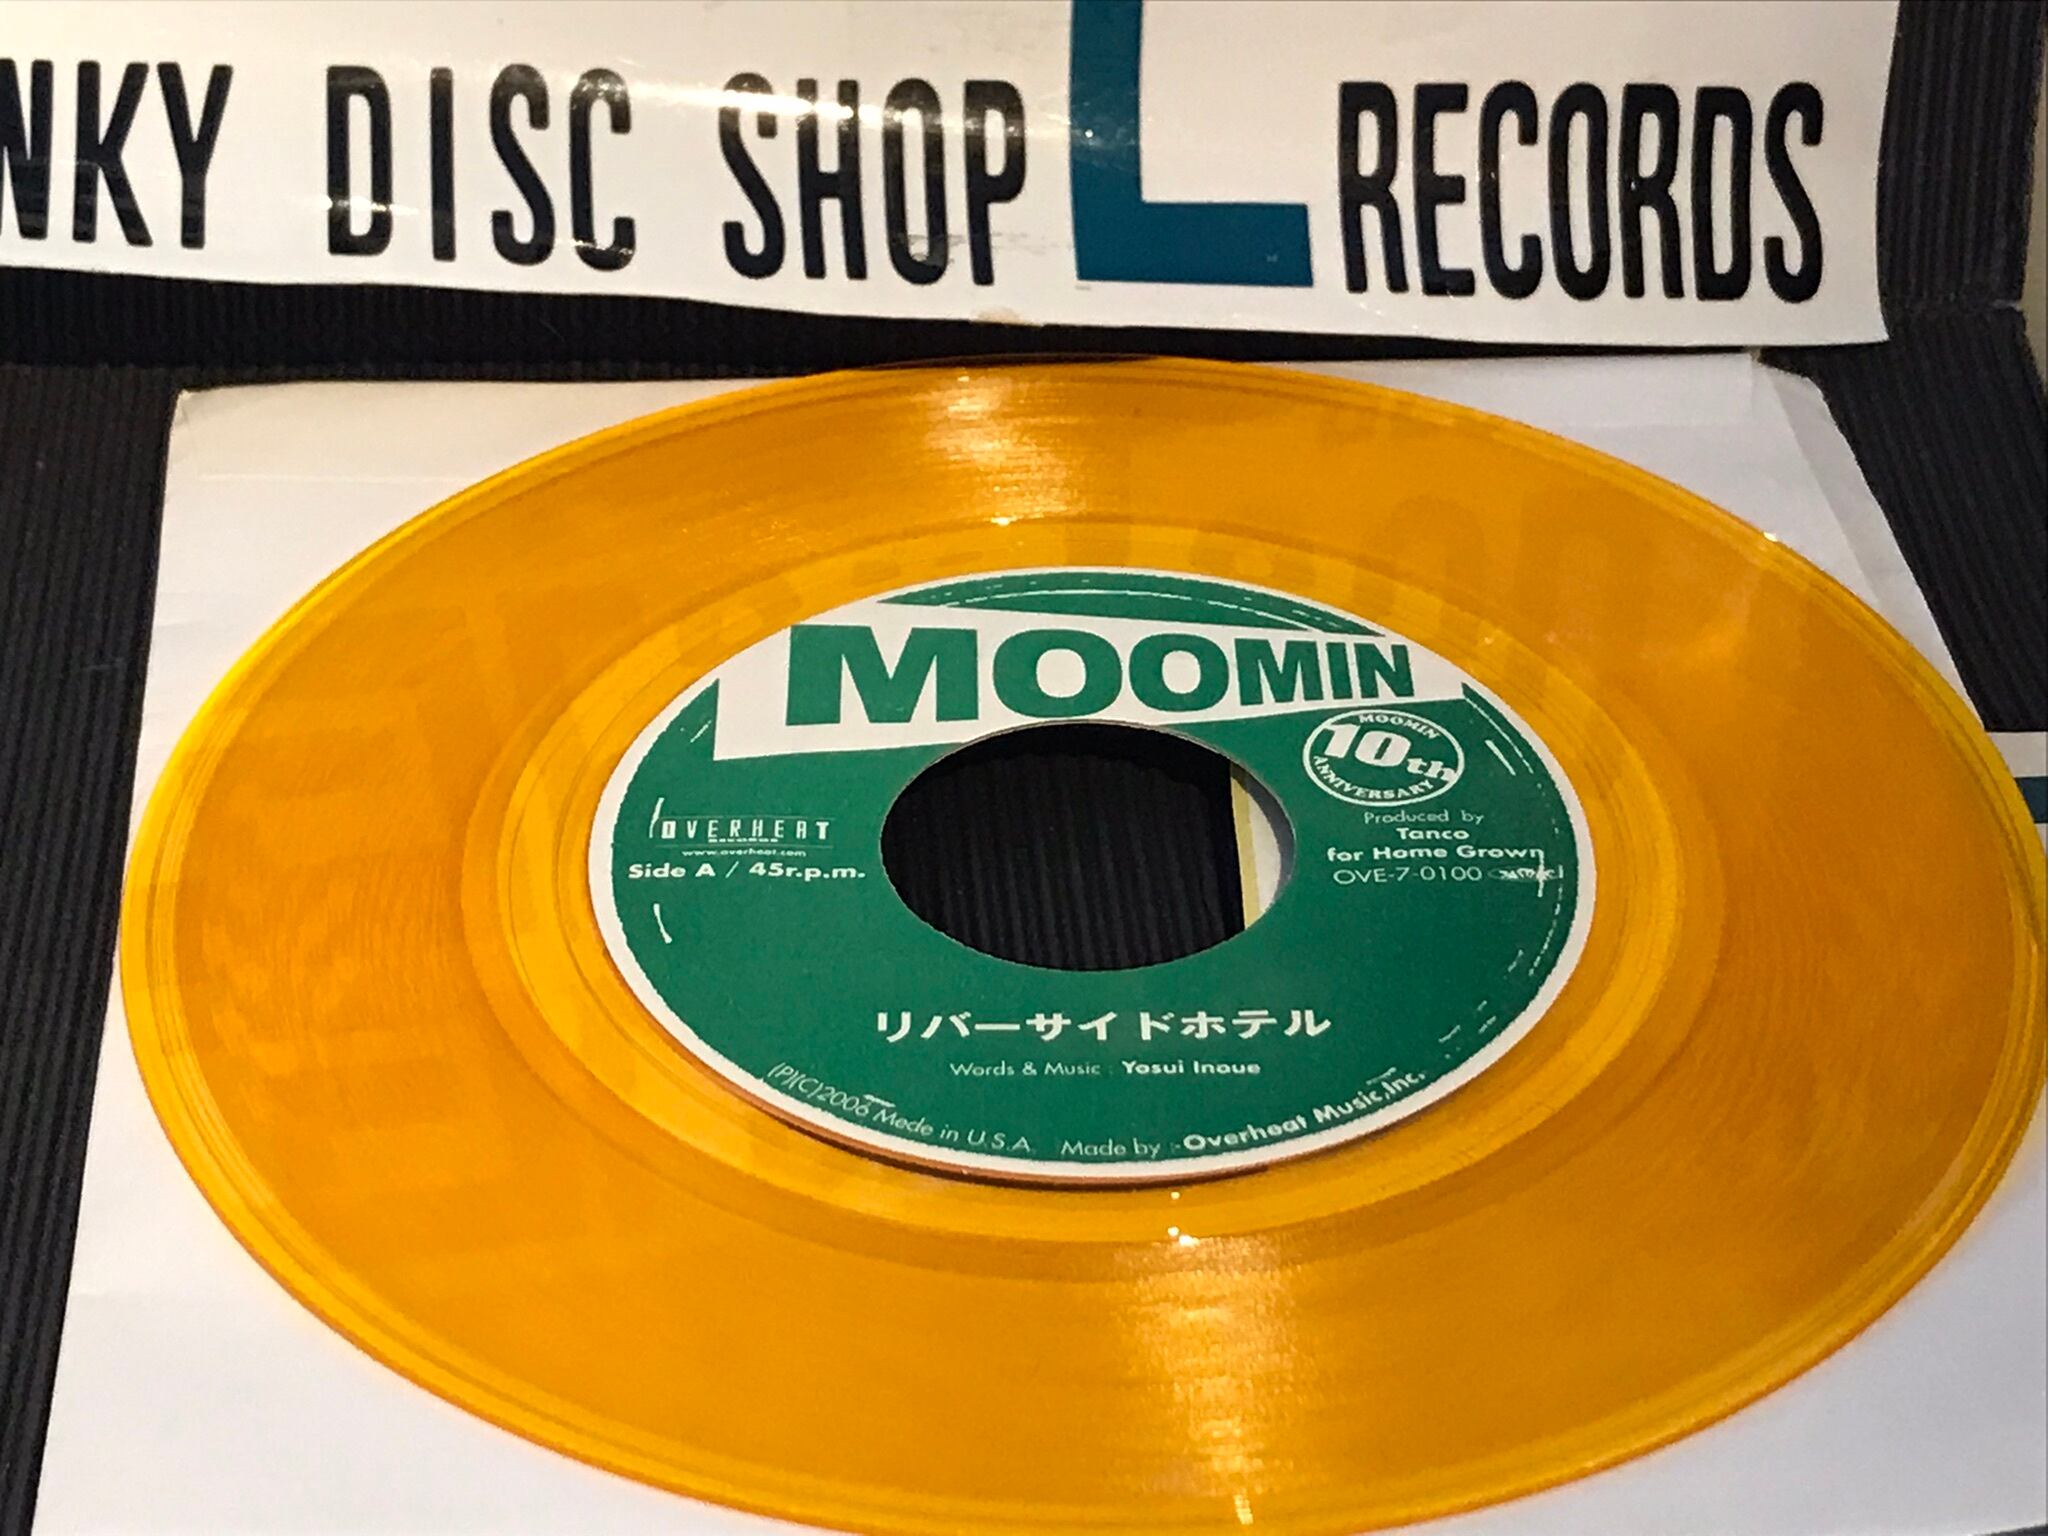 NKY DISC SHOP L RECORDS
MOOMIN
MOOMIN
10th
ANNIVERSARY
OVERHEAT
RECORDS
www.overheat.com
Side A / 45r.p.m.
Produced by
Tanco
for Home Grown
OVE-7-0100
リバーサイドホテル
Words & Music : Yosui Inoue
(P)(C)2006 Mede in U.S.A. Made by :- Overheat Music,Inc.